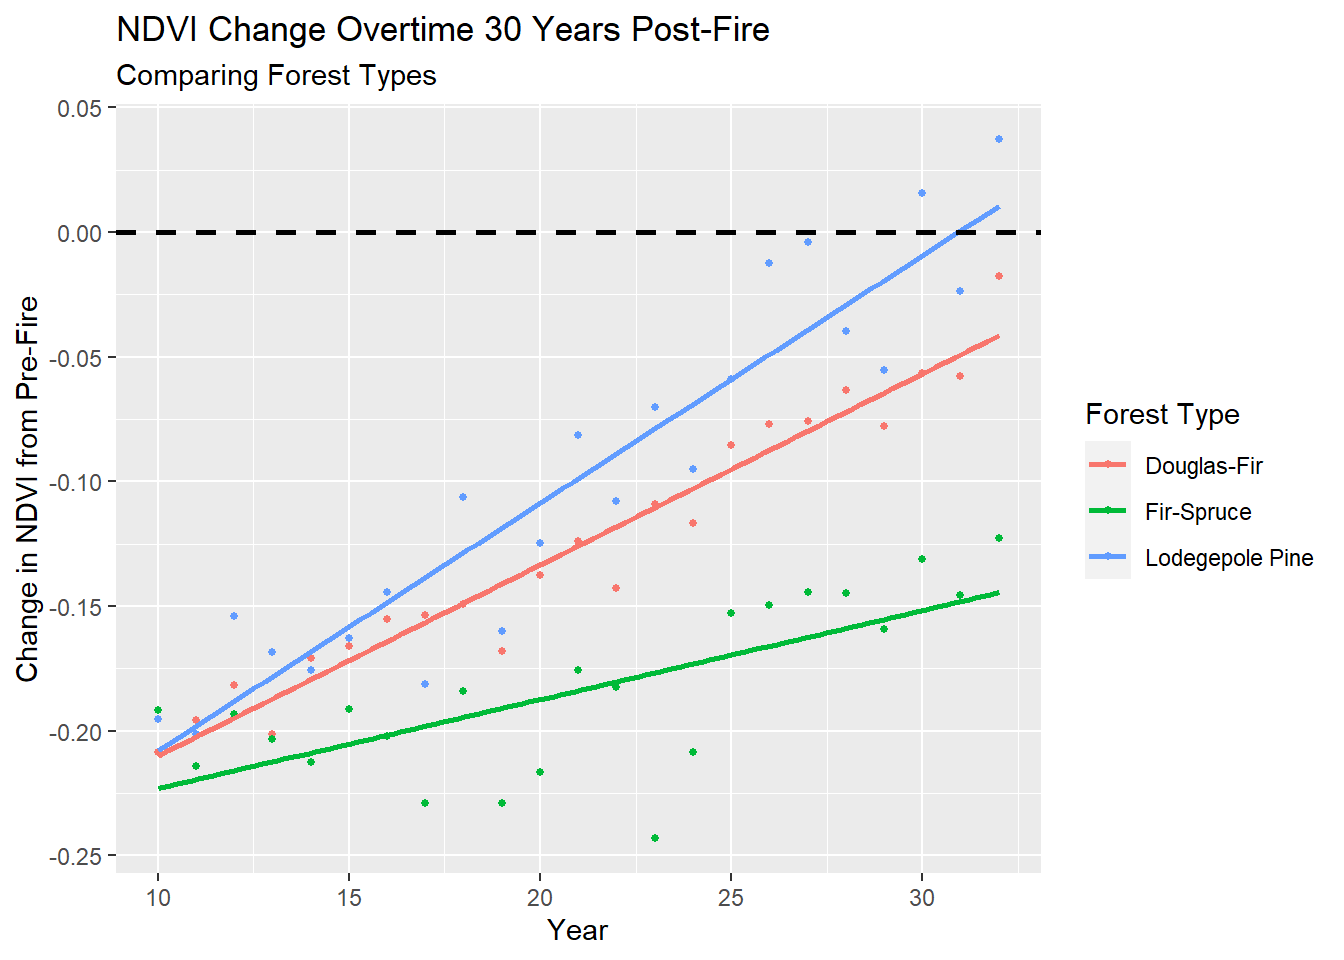 NDVI Change Overtime 30 Years Post-Fire
Comparing Forest Types
0.05
0.00
-0.05
-0.10
-0.15
-0.20
-0.25
Change in NDVI from Pre-Fire
10 15 20 25 30
Year
Forest Type
Douglas-Fir
Fir-Spruce
Lodegepole Pine